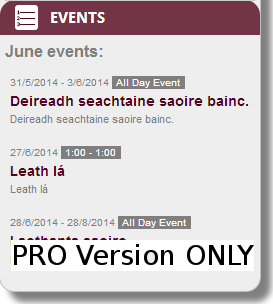 EVENTS
June events:
31/5/2014 - 3/6/2014 All Day Event
Deireadh seachtaine saoire bainc.
Deireadh seachtaine saoire bainc.
27/6/2014 1:00 - 1:00
Leath lá
Leath lá
28/6/2014 - 28/8/2014 All Day Event
PRO Version ONLY